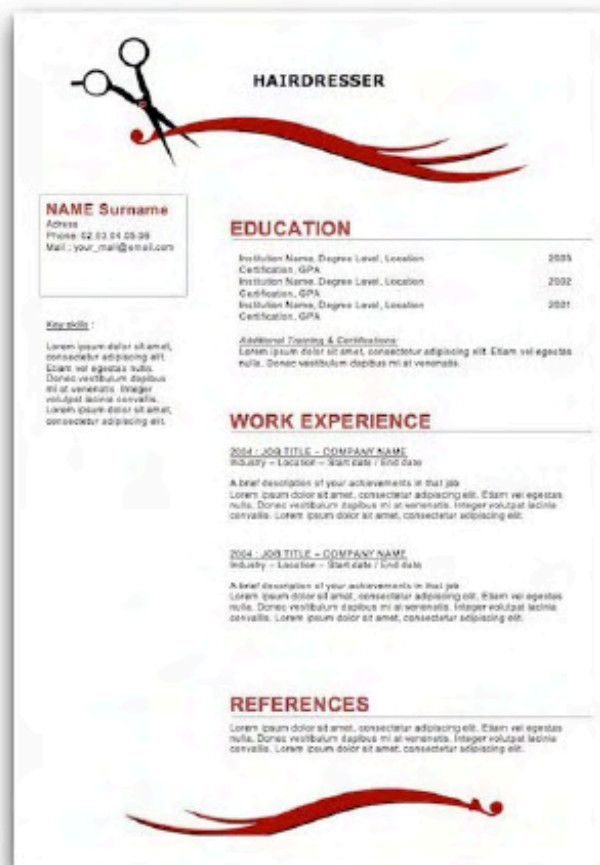 HAIRDRESSER
NAME Surname
Adress
Phone: 02.03.04.05.06
Mail : your_mail@email.com
Key skills :
Lorem ipsum dolor sit amet,
consectetur adipiscing elit.
Etiam vel egestas nulla.
Donec vestibulum dapibus
mi at venenatis. Integer
volutpat lacinia convallis.
Lorem ipsum dolor sit amet,
consectetur adipiscing elit.
EDUCATION
Institution Name, Degree Level, Location 2005
Certification, GPA
Institution Name, Degree Level, Location 2002
Certification, GPA
Institution Name, Degree Level, Location 2001
Certification, GPA
Additional Training & Certifications:
Lorem ipsum dolor sit amet, consectetur adipiscing elit. Etiam vel egestas
nulla. Donec vestibulum dapibus mi at venenatis.
WORK EXPERIENCE
2004 : JOB TITLE – COMPANY NAME
Industry – Location – Start date / End date
A brief description of your achievements in that job
Lorem ipsum dolor sit amet, consectetur adipiscing elit. Etiam vel egestas
nulla. Donec vestibulum dapibus mi at venenatis. Integer volutpat lacinia
convallis. Lorem ipsum dolor sit amet, consectetur adipiscing elit.
2004 : JOB TITLE – COMPANY NAME
Industry – Location – Start date / End date
A brief description of your achievements in that job
Lorem ipsum dolor sit amet, consectetur adipiscing elit. Etiam vel egestas
nulla. Donec vestibulum dapibus mi at venenatis. Integer volutpat lacinia
convallis. Lorem ipsum dolor sit amet, consectetur adipiscing elit.
REFERENCES
Lorem ipsum dolor sit amet, consectetur adipiscing elit. Etiam vel egestas
nulla. Donec vestibulum dapibus mi at venenatis. Integer volutpat lacinia
convallis. Lorem ipsum dolor sit amet, consectetur adipiscing elit.